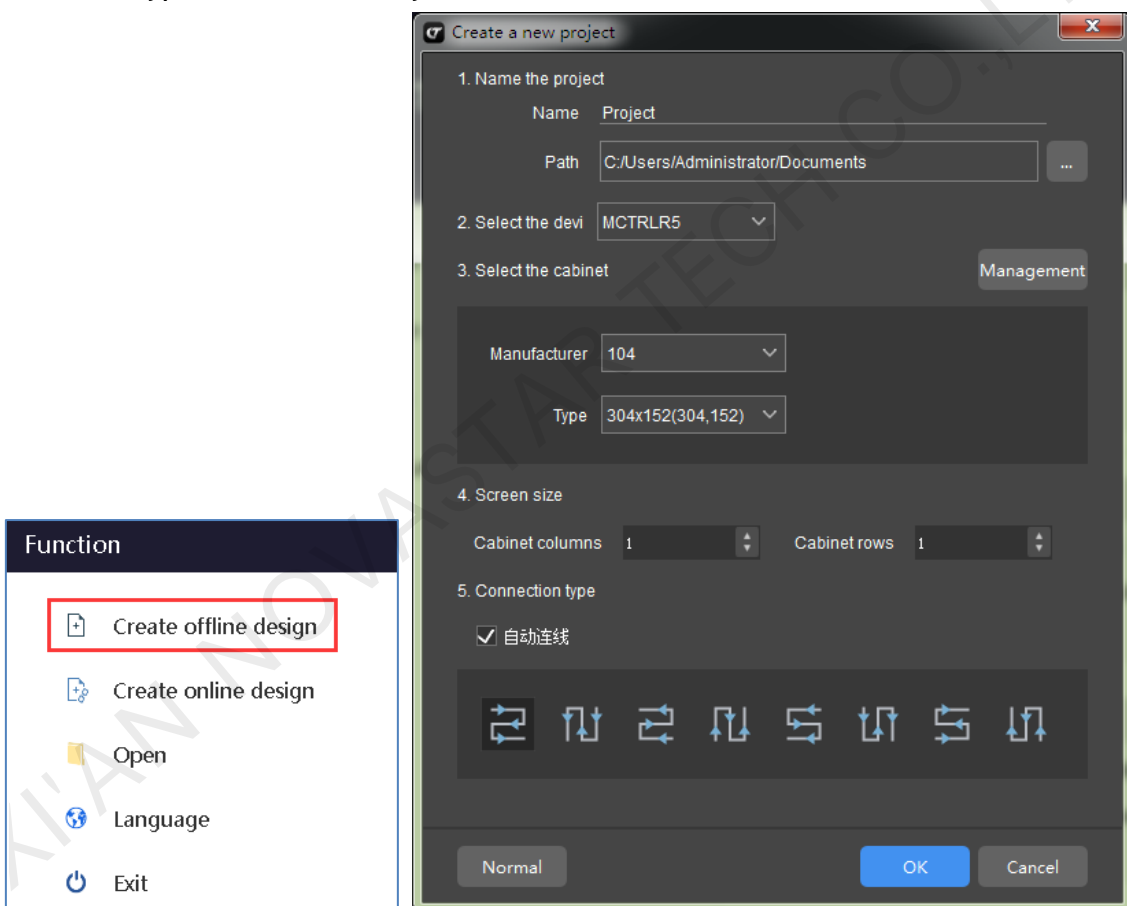 Create a new project
1. Name the project
Name Project
Path C:/Users/Administrator/Documents ...
2. Select the devi MCTRLR5
3. Select the cabinet Management
Manufacturer 104
Type 304x152(304,152)
4. Screen size
Cabinet columns 1 Cabinet rows 1
5. Connection type
自动连线
Normal OK Cancel
Function
Create offline design
Create online design
Open
Language
Exit
XI'AN NOVASTAR TECH CO.,L